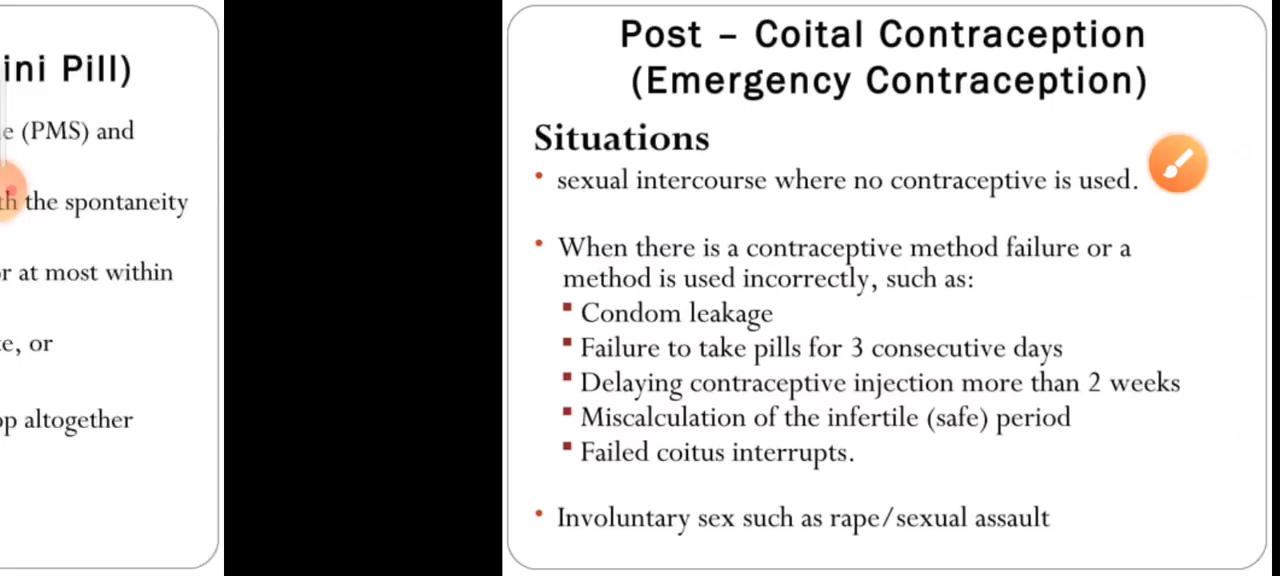 ini Pill)
e (PMS) and
th the spontaneity
or at most within
e, or
op altogether
Post – Coital Contraception
(Emergency Contraception)
Situations
• sexual intercourse where no contraceptive is used.
• When there is a contraceptive method failure or a
method is used incorrectly, such as:
▪ Condom leakage
▪ Failure to take pills for 3 consecutive days
▪ Delaying contraceptive injection more than 2 weeks
▪ Miscalculation of the infertile (safe) period
▪ Failed coitus interrupts.
• Involuntary sex such as rape/sexual assault